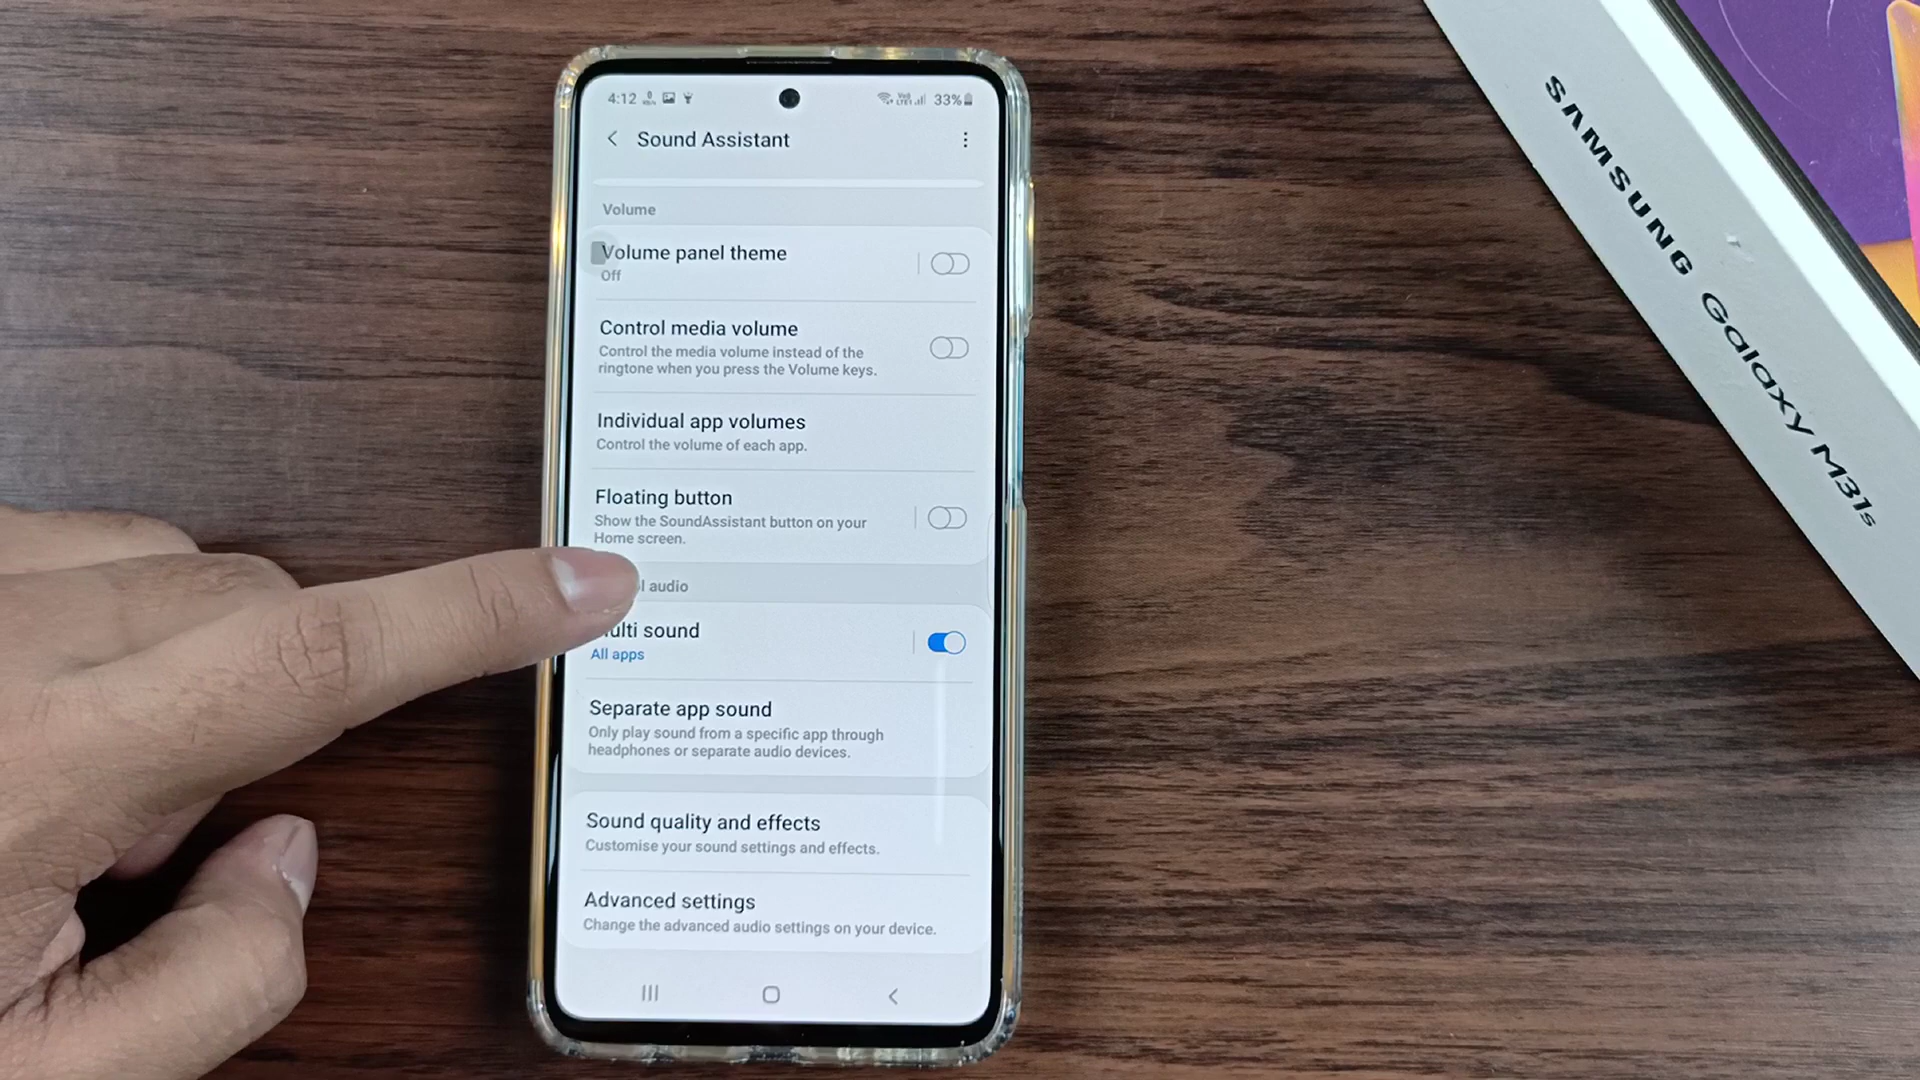 4:12
33%
Sound Assistant
Volume
Volume panel theme
Off
Control media volume
Control the media volume instead of the
ringtone when you press the Volume keys.
Individual app volumes
Control the volume of each app.
Floating button
Show the SoundAssistant button on your
Home screen.
audio
sound
All apps
Separate app sound
Only play sound from a specific app through
headphones or separate audio devices.
Sound quality and effects
Customise your sound settings and effects.
Advanced settings
Change the advanced audio settings on your device.
SAMSUNG Galaxy M31s